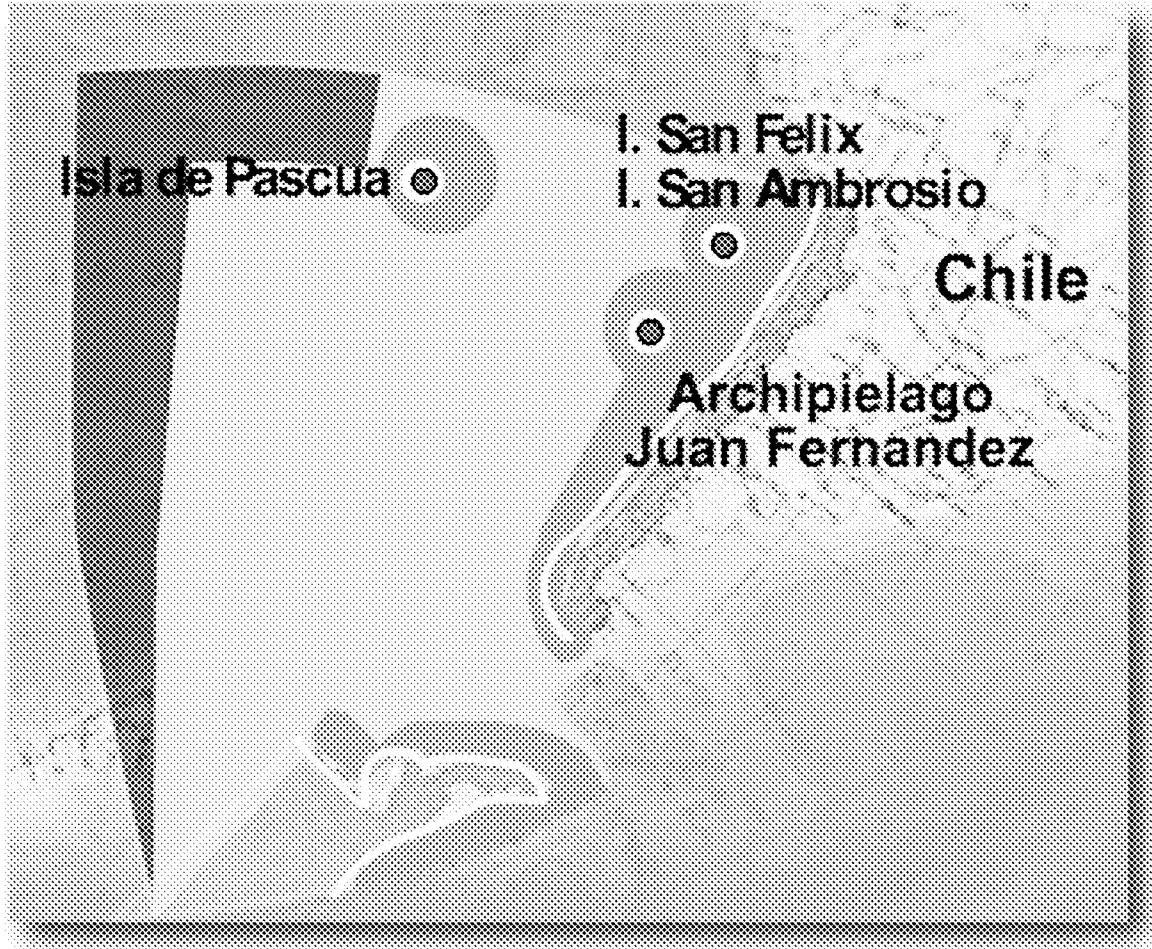 I. San Felix
Isla de Pascua
I. San Ambrosio
Chile
Archipielago
Juan Fernandez